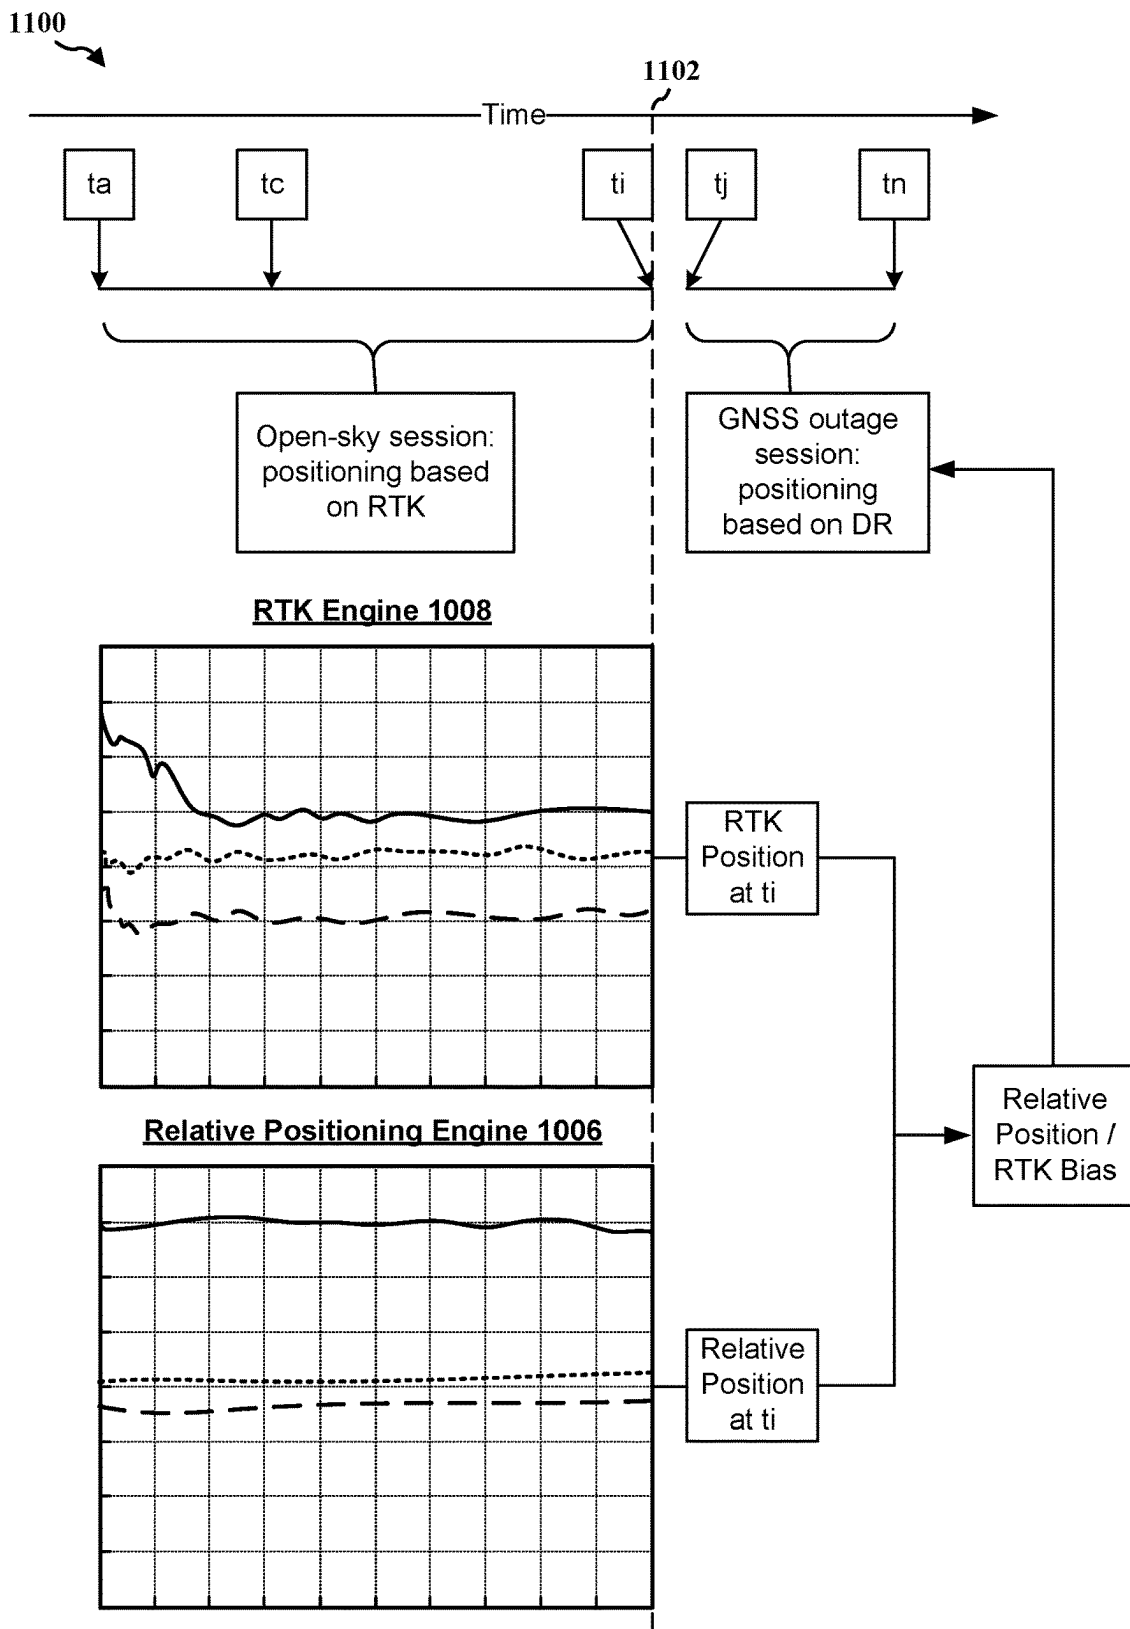 1100
1102
Time
ta
tc
ti
tj
tn
Open-sky session:
positioning based
on RTK
GNSS outage
session:
positioning
based on DR
RTK Engine 1008
RTK
Position
at ti
Relative
Position /
RTK Bias
Relative Positioning Engine 1006
Relative
Position
at ti